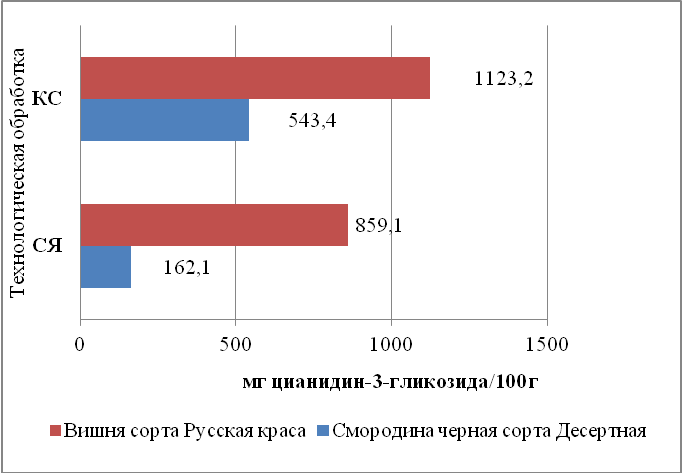 Технологическая обработка
КС
1123,2
543,4
СЯ
859,1
162,1
0 500 1000 1500
мг цианидин-3-гликозида/100г
Вишня сорта Русская краса Смородина черная сорта Десертная